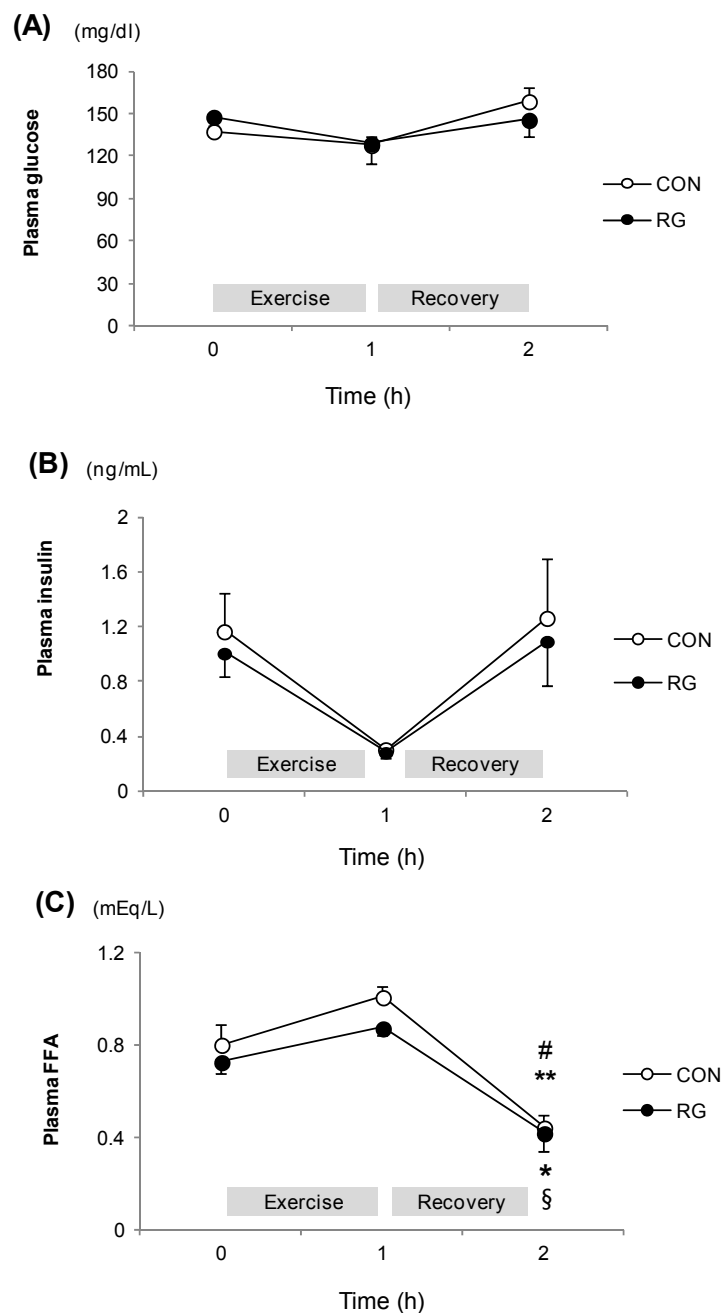 (A) (mg/dl)
Plasma glucose
180
150
120
90
60
30
0
Exercise Recovery
0 1 2
Time (h)
CON
RG
(B) (ng/mL)
Plasma insulin
2
1.6
1.2
0.8
0.4
0
Exercise Recovery
0 1 2
Time (h)
CON
RG
(C) (mEq/L)
Plasma FFA
1.2
0.8
0.4
0
#
**
*
§
Exercise Recovery
0 1 2
Time (h)
CON
RG